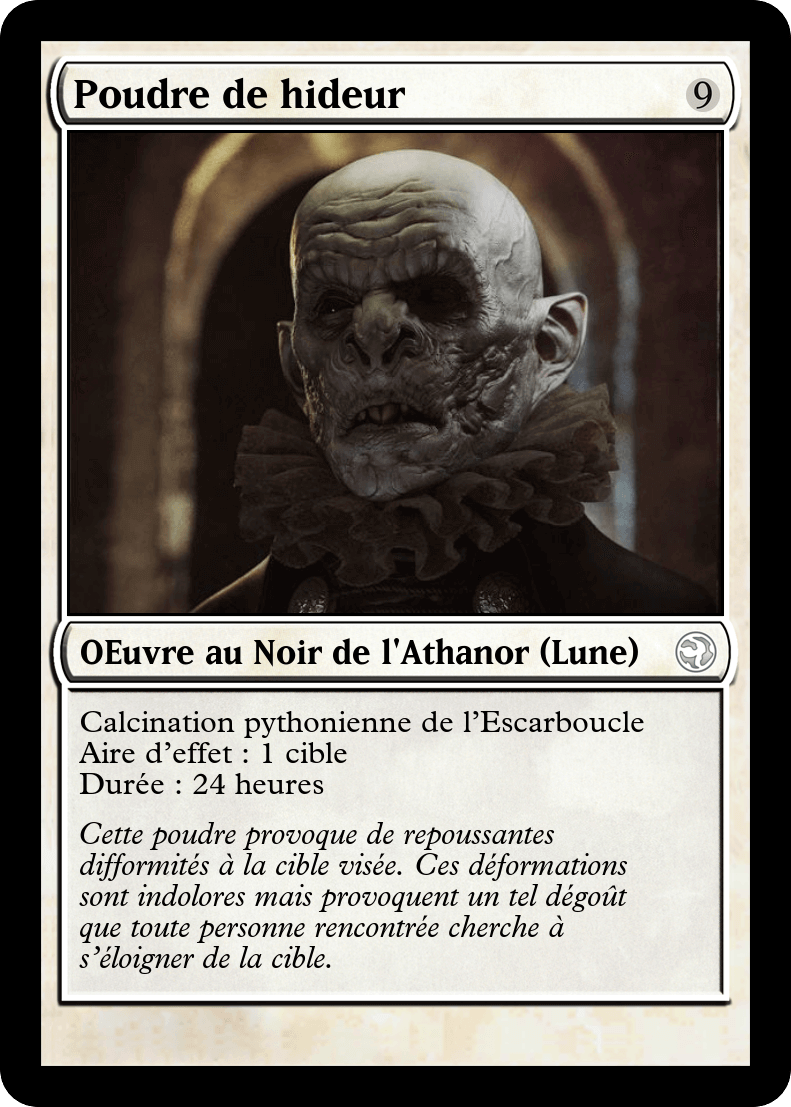 Poudre de hideur 9
OEuvre au Noir de l'Athanor (Lune)
Calcination pythonienne de l’Escarboucle
Aire d’effet : 1 cible
Durée : 24 heures
Cette poudre provoque de repoussantes
difformités à la cible visée. Ces déformations
sont indolores mais provoquent un tel dégoût
que toute personne rencontrée cherche à
s’éloigner de la cible.